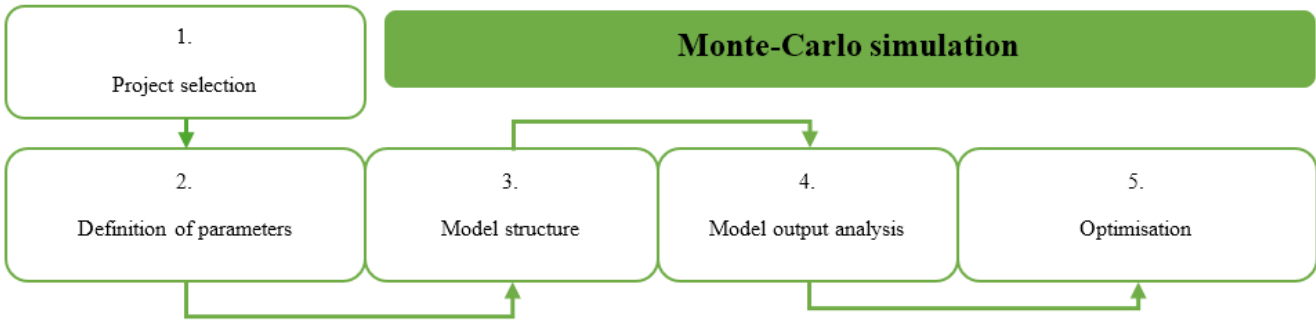 1.
Project selection
Monte-Carlo simulation
2.
Definition of parameters
3.
Model structure
4.
Model output analysis
5.
Optimisation